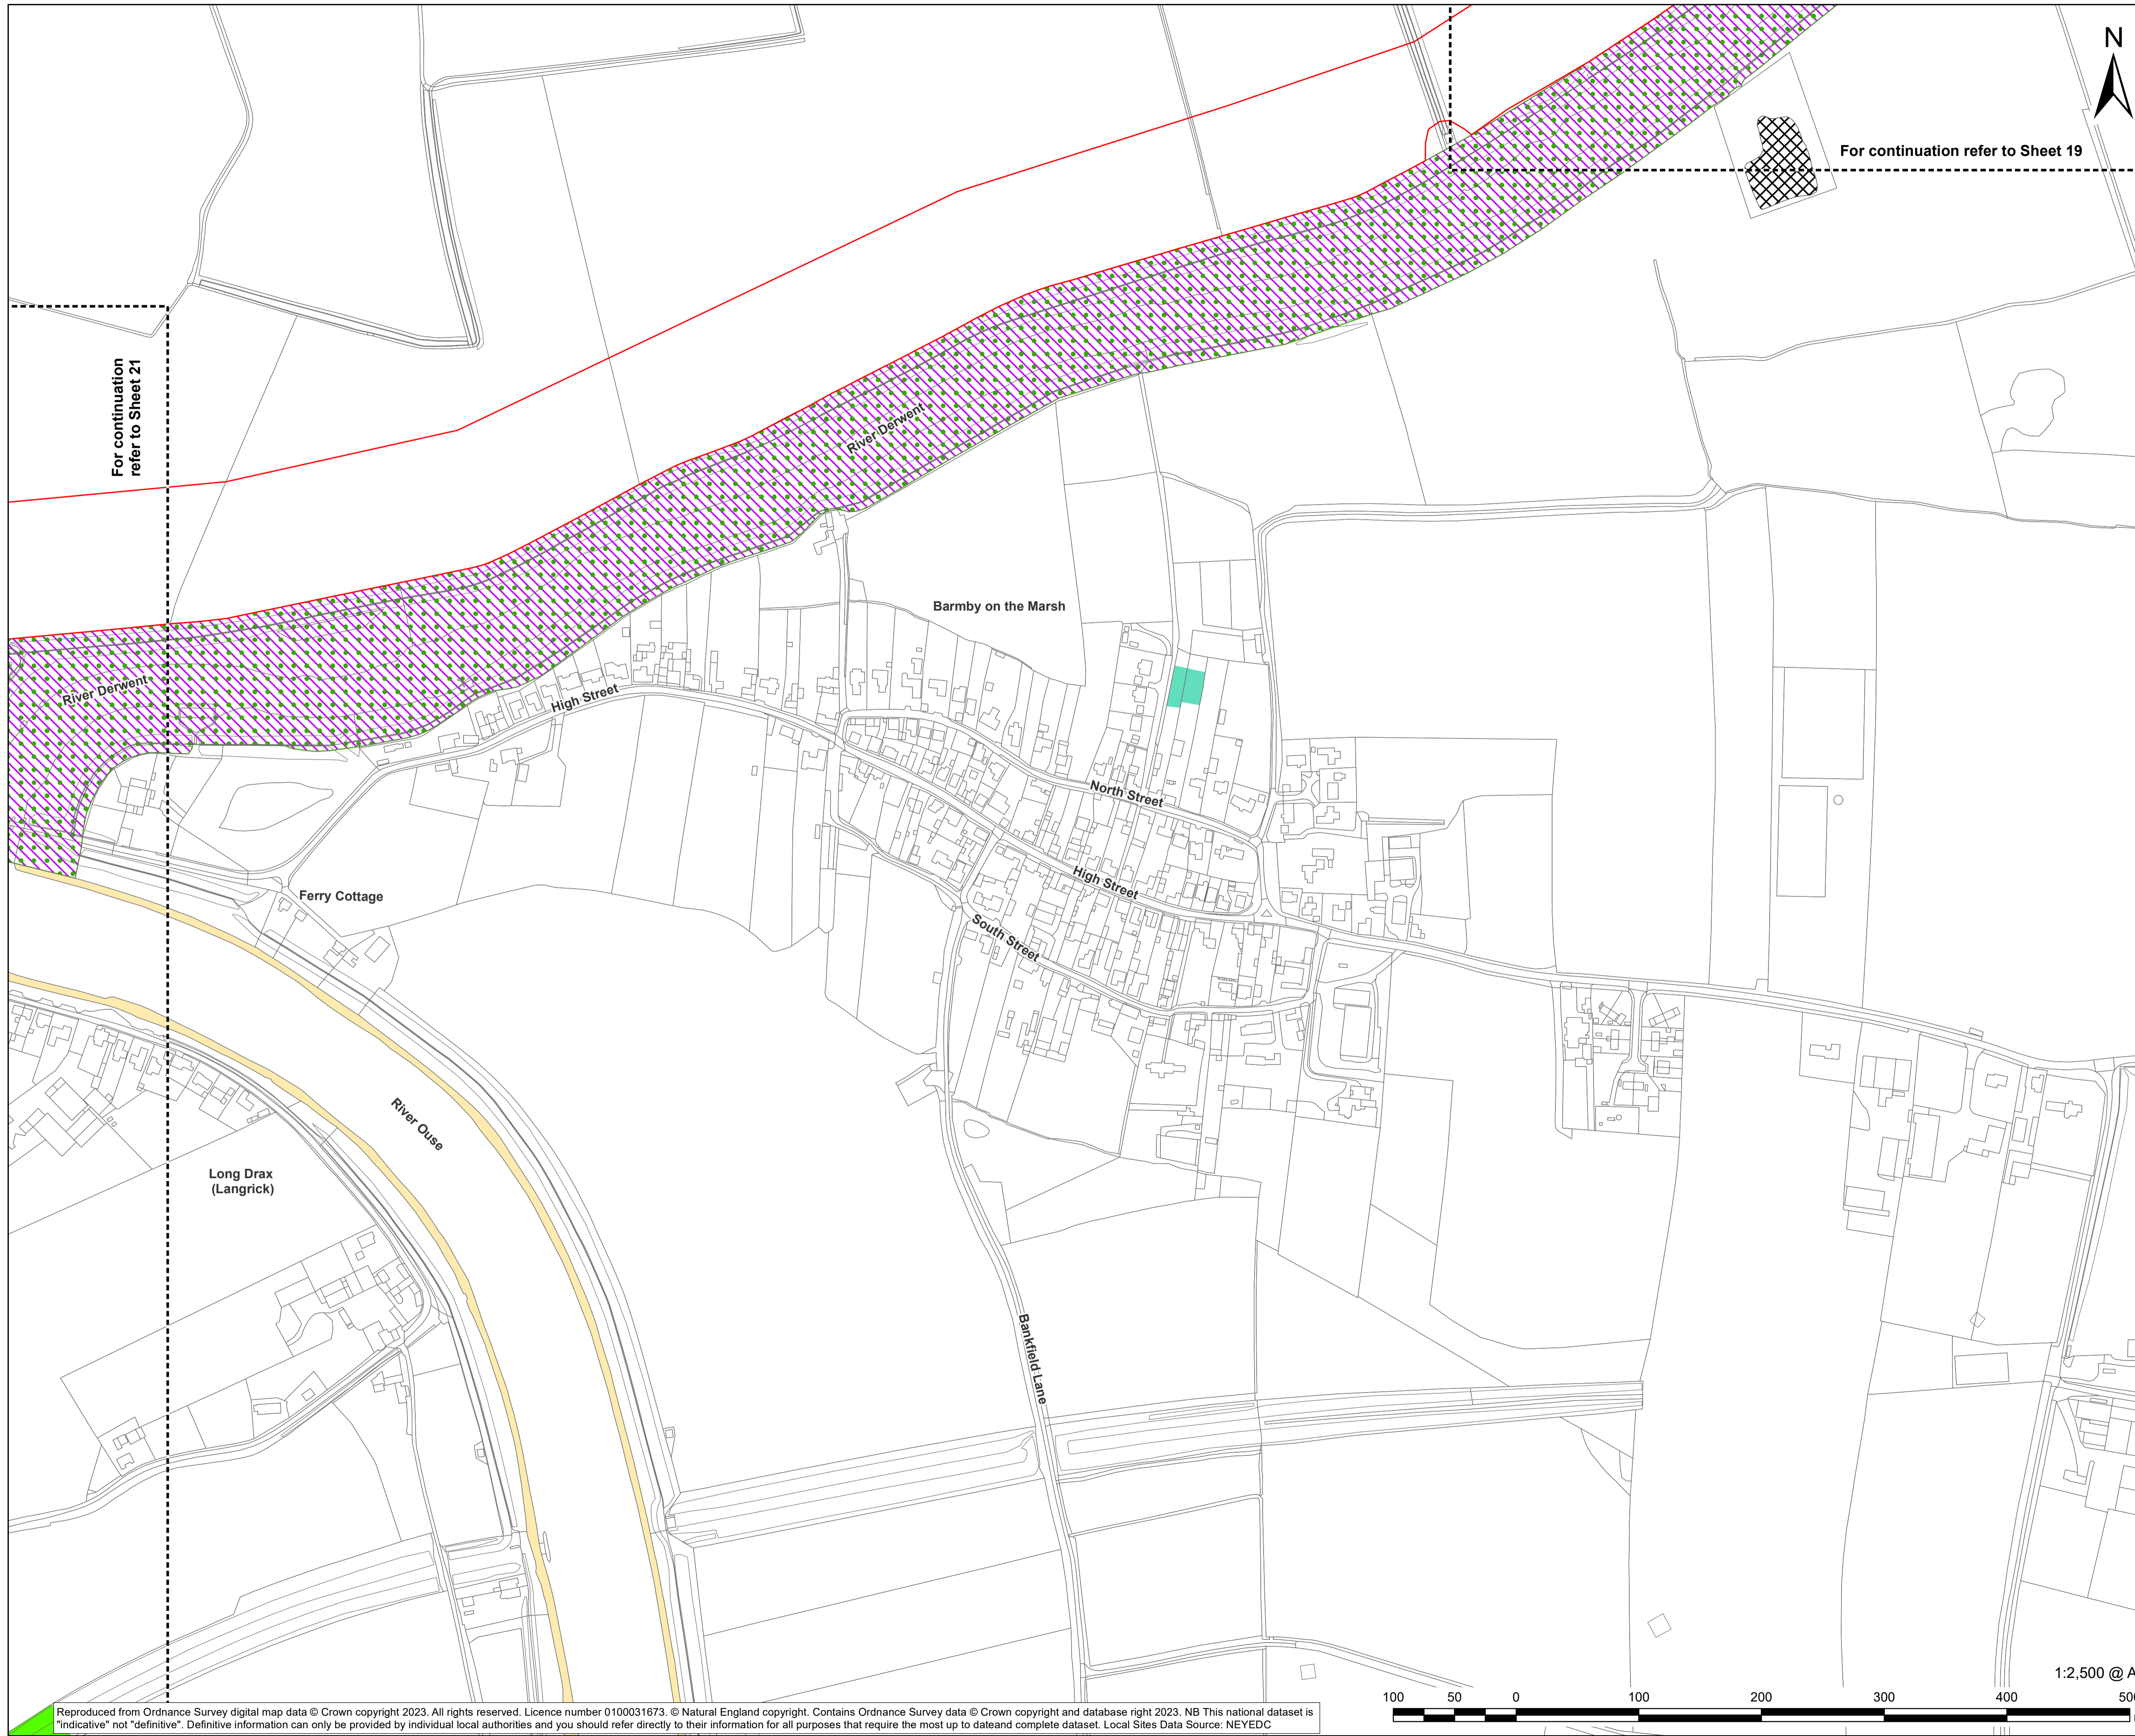 N
For continuation refer to Sheet 19
For continuation
refer to Sheet 21
River Derwent
Barmby on the Marsh
River Derwent
High Street
North Street
High Street
Ferry Cottage
South Street
River Ouse
Long Drax
(Langrick)
Bankfield Lane
1:2,500 @ A
100 50 0 100 200 300 400 500
Reproduced from Ordnance Survey digital map data © Crown copyright 2023. All rights reserved. Licence number 0100031673. © Natural England copyright. Contains Ordnance Survey data © Crown copyright and database right 2023. NB This national dataset is
"indicative" not "definitive". Definitive information can only be provided by individual local authorities and you should refer directly to their information for all purposes that require the most up to dateand complete dataset. Local Sites Data Source: NEYEDC